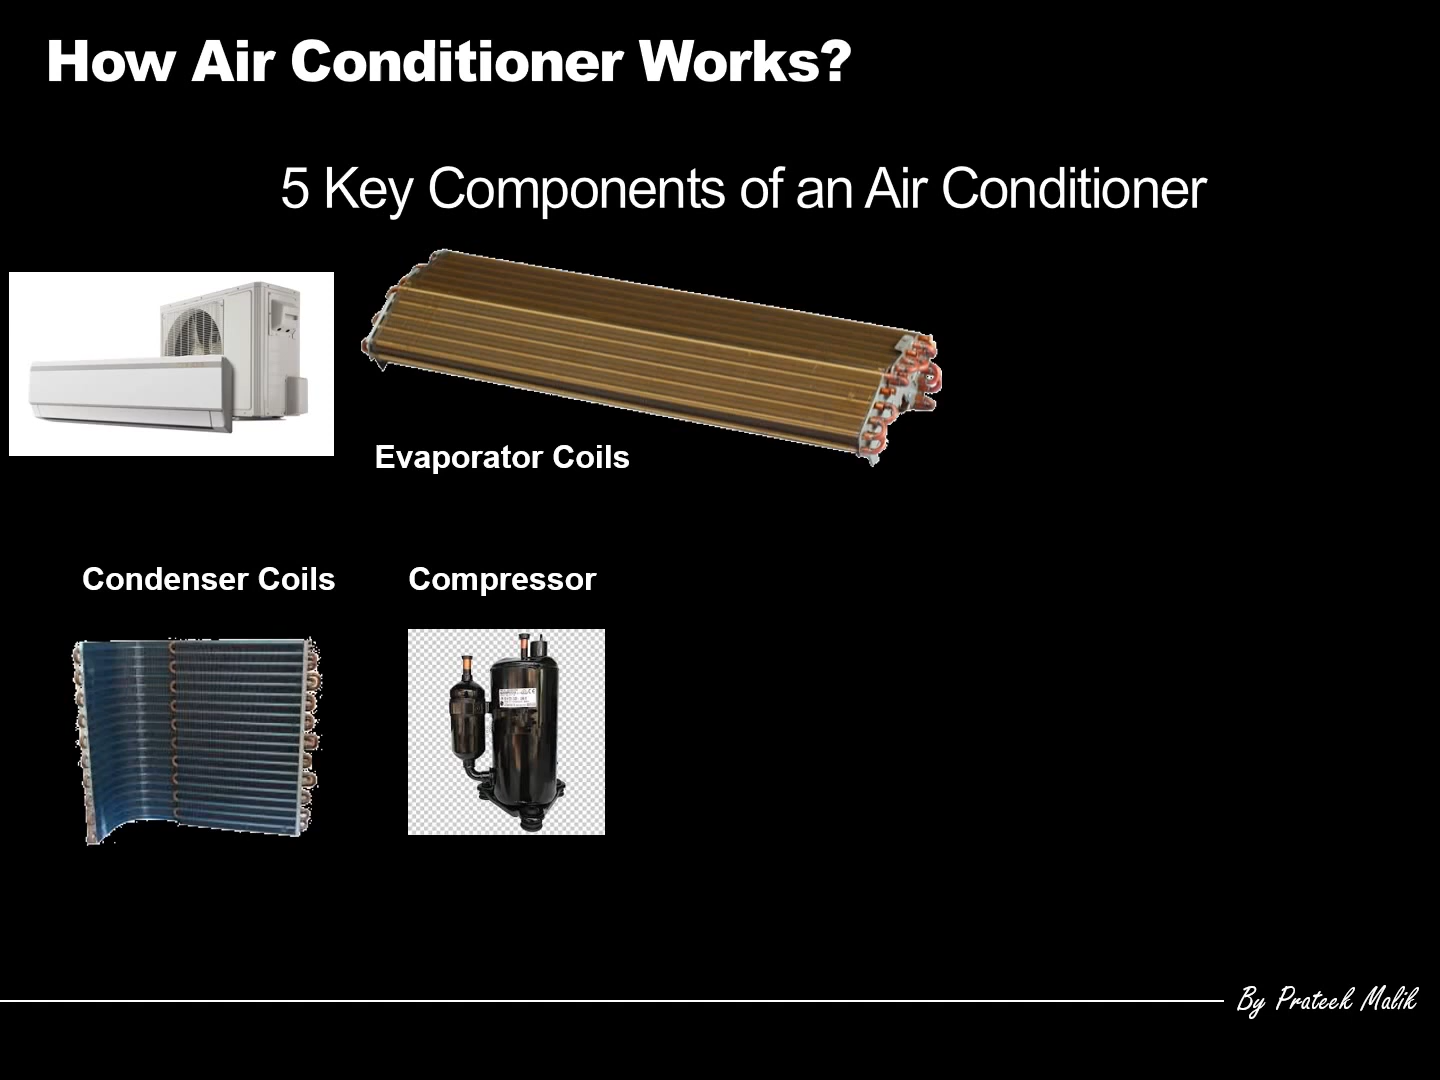 How Air Conditioner Works?
5 Key Components of an Air Conditioner
Evaporator Coils
Condenser Coils
Compressor
By Prateek Malik